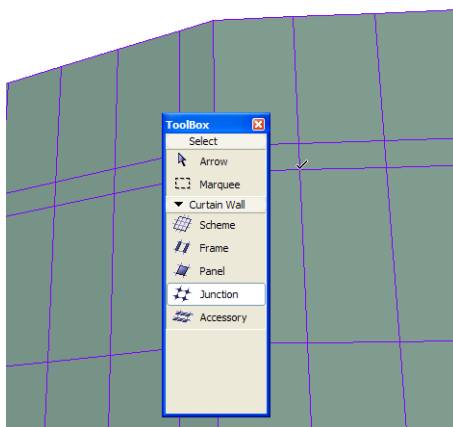 ToolBox
Select
Arrow
Marquee
Curtain Wall
Scheme
Frame
Panel
Junction
Accessory